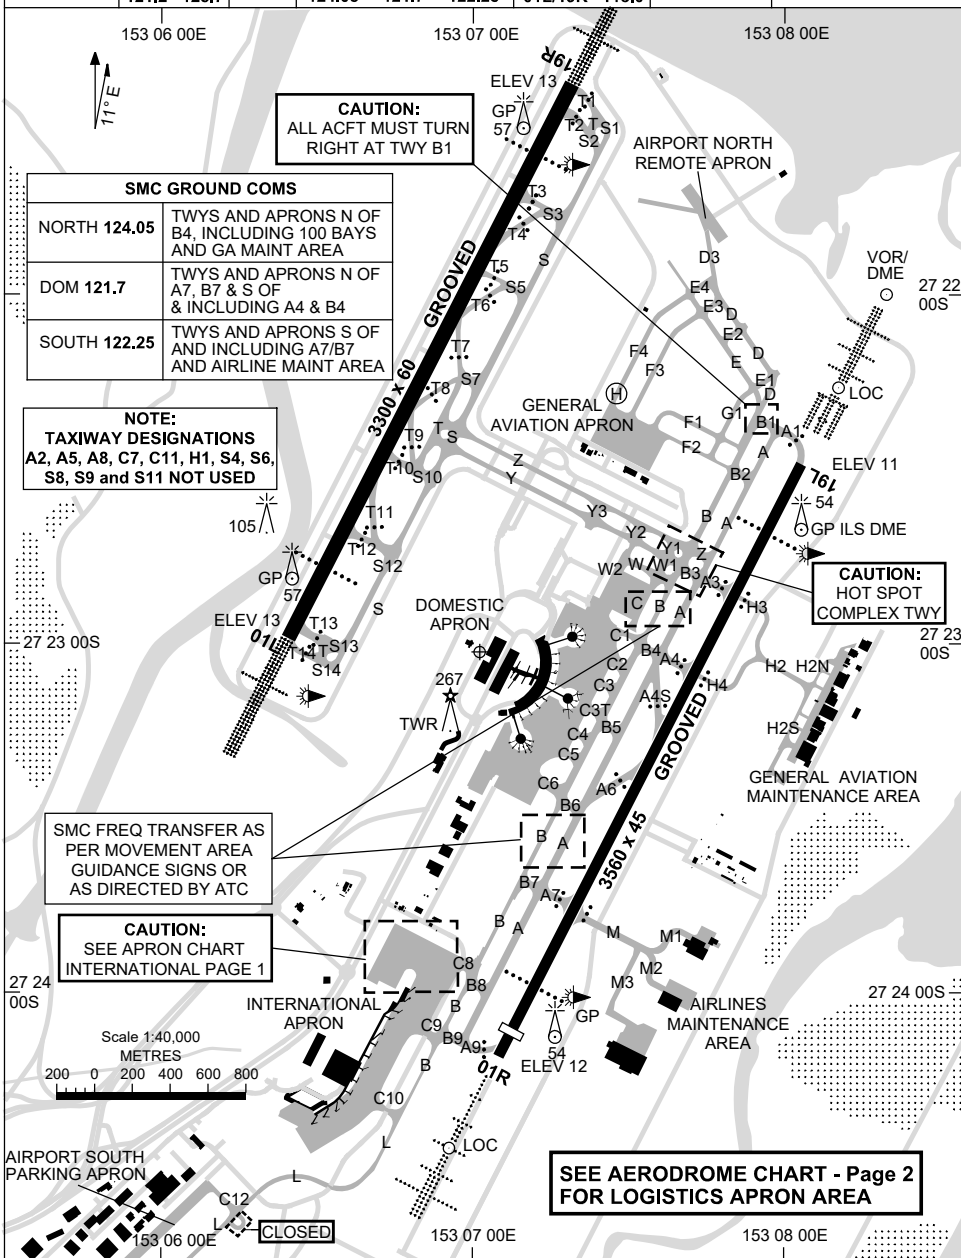 153 06 00E
153 07 00E
153 08 00E
11° E
19R
ELEV 13
GP
57
CAUTION:
ALL ACFT MUST TURN
RIGHT AT TWY B1
T1
T2
T
S1
S2
AIRPORT NORTH
REMOTE APRON
SMC GROUND COMS
NORTH 124.05
TWYS AND APRONS N OF
B4, INCLUDING 100 BAYS
AND GA MAINT AREA
DOM 121.7
TWYS AND APRONS N OF
A7, B7 & S OF
& INCLUDING A4 & B4
SOUTH 122.25
TWYS AND APRONS S OF
AND INCLUDING A7/B7
AND AIRLINE MAINT AREA
T3
S3
T4
S
T5
S5
T6
GROOVED
3300 x 60
T7
S7
T8
T
S
T9
T10
S10
D3
E4
E3
D
E2
D
E
E1
D
VOR/
DME
27 22
00S
LOC
F4
F3
H
G1
B1
A1
F1
F2
A
B2
GENERAL
AVIATION APRON
NOTE:
TAXIWAY DESIGNATIONS
A2, A5, A8, C7, C11, H1, S4, S6,
S8, S9 and S11 NOT USED
Z
Y
19L
ELEV 11
54
GP ILS DME
105
T11
T12
S12
Y3
Y2
Y1
B
A
Z
W2
W
W1
B3
A3
H3
CAUTION:
HOT SPOT
COMPLEX TWY
GP
57
S
ELEV 13
01L
T13
T
S13
T14
S14
27 23 00S
27 23
00S
DOMESTIC
APRON
C
B
A
C1
C2
B4
A4
H4
H2
H2N
H2S
C3
A4S
C3T
B5
C4
C5
C6
A6
B6
267
TWR
GROOVED
3560 x 45
GENERAL AVIATION
MAINTENANCE AREA
SMC FREQ TRANSFER AS
PER MOVEMENT AREA
GUIDANCE SIGNS OR
AS DIRECTED BY ATC
B
A
B7
A7
CAUTION:
SEE APRON CHART
INTERNATIONAL PAGE 1
B
A
M
M1
M2
M3
C8
B8
27 24
00S
27 24 00S
INTERNATIONAL
APRON
B
C9
B9
A9
GP
54
ELEV 12
01R
AIRLINES
MAINTENANCE
AREA
Scale 1:40,000
METRES
200 0 200 400 600 800
B
C10
L
LOC
AIRPORT SOUTH
PARKING APRON
L
C12
L
CLOSED
SEE AERODROME CHART - Page 2
FOR LOGISTICS APRON AREA
153 06 00E
153 07 00E
153 08 00E